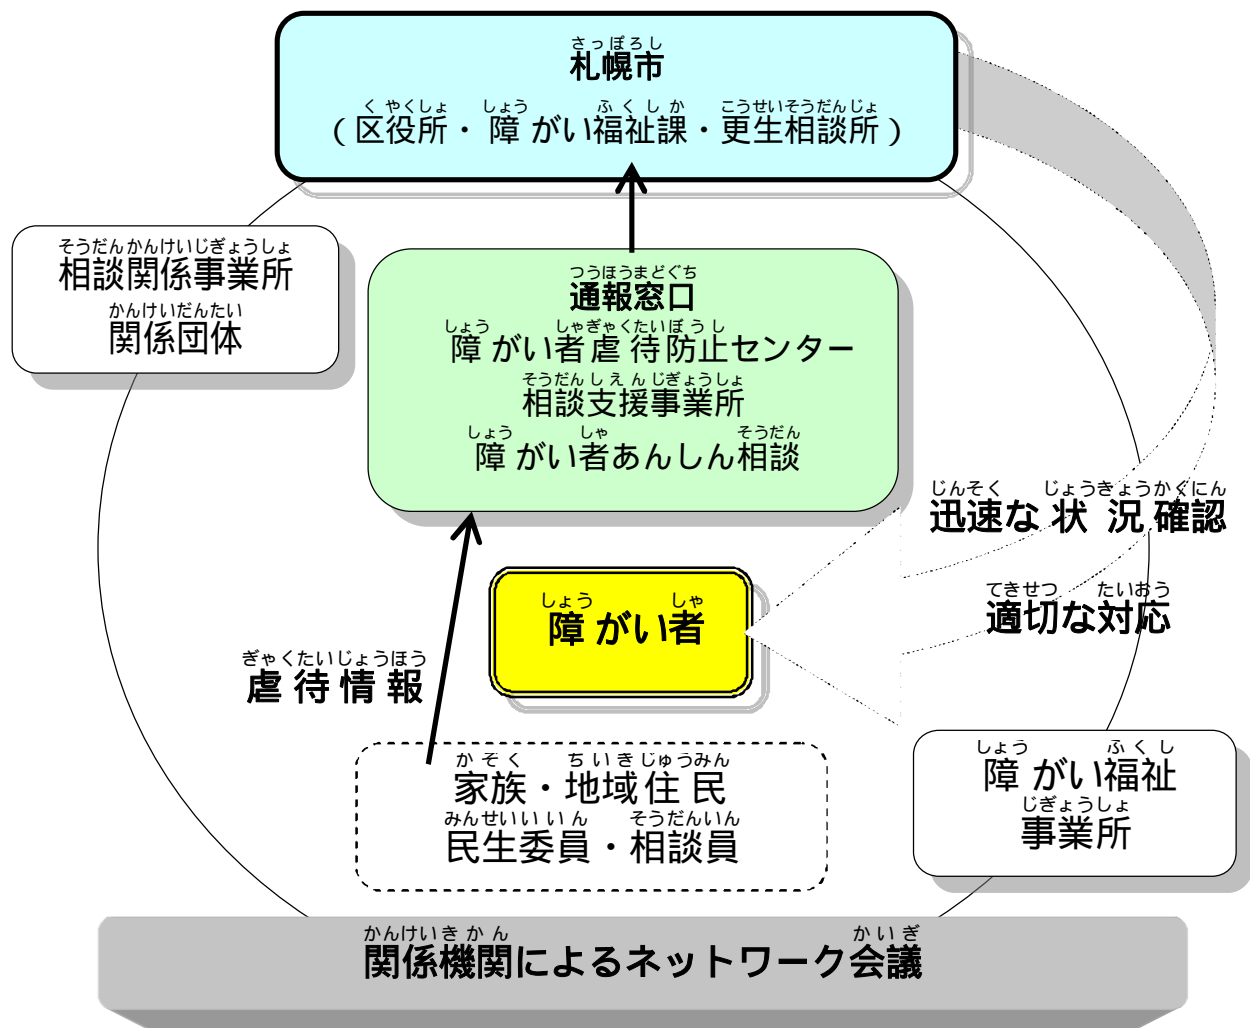 さっぽろし
札幌市
くやくしょ しょう ふくしか こうせいそうだんじょ
（区役所・障がい福祉課・更生相談所）
そうだんかんけいじぎょうしょ
相談関係事業所
かんけいだんたい
関係団体
つうほうまどぐち
通報窓口
しょう しゃぎゃくたいぼうし
障がい者虐待防止センター
そうだんしえんじぎょうしょ
相談支援事業所
しょう しゃ そうだん
障がい者あんしん相談
じんそく じょうきょうかくにん
迅速な状況確認
てきせつ たいおう
適切な対応
しょう しゃ
障がい者
ぎゃくたいじょうほう
虐待情報
かぞく ちいきじゅうみん
家族・地域住民
みんせいいいん そうだんいん
民生委員・相談員
しょう ふくし
障がい福祉
じぎょうしょ
事業所
かんけいきかん かいぎ
関係機関によるネットワーク会議